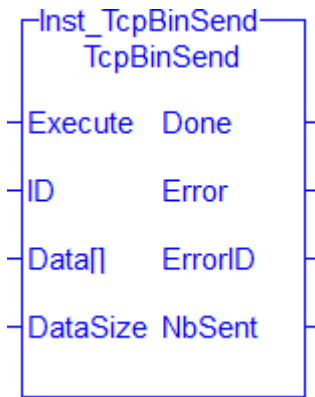 Inst_TcpBinSend
TcpBinSend
Execute Done
ID Error
Data[] ErrorID
DataSize NbSent